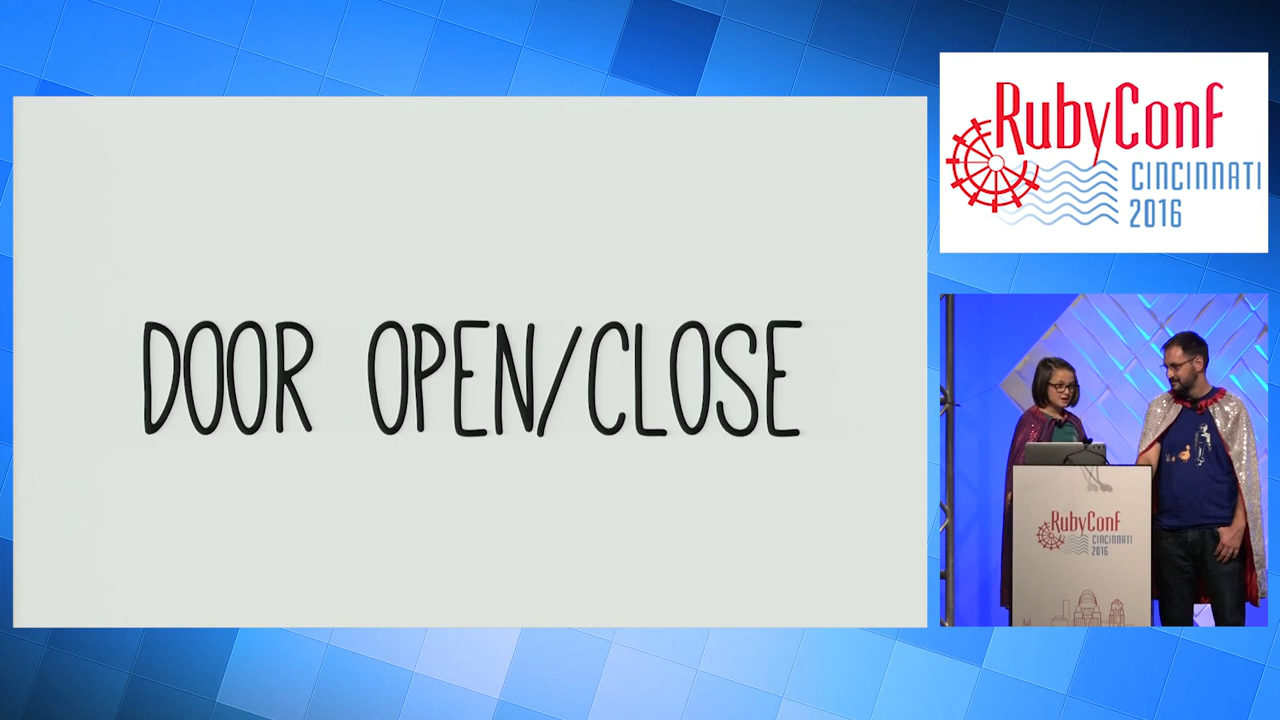 DOOR OPEN/CLOSE
RubyConf
CINCINNATI
2016
RubyConf
CINCINNATI
2016